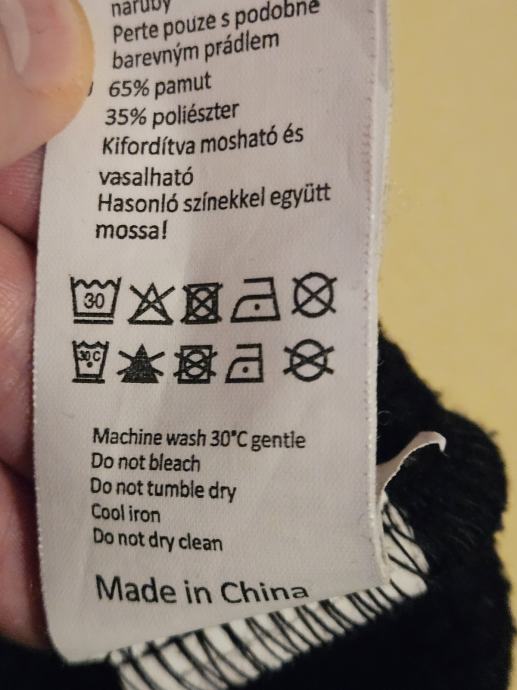 naruby
Perte pouze s podobně
barevným prádlem
65% pamut
35% poliészter
Kifordítva mosható és
vasalható
Hasonló színekkel együtt
mossa!
30
30 C
Machine wash 30°C gentle
Do not bleach
Do not tumble dry
Cool iron
Do not dry clean
Made in China